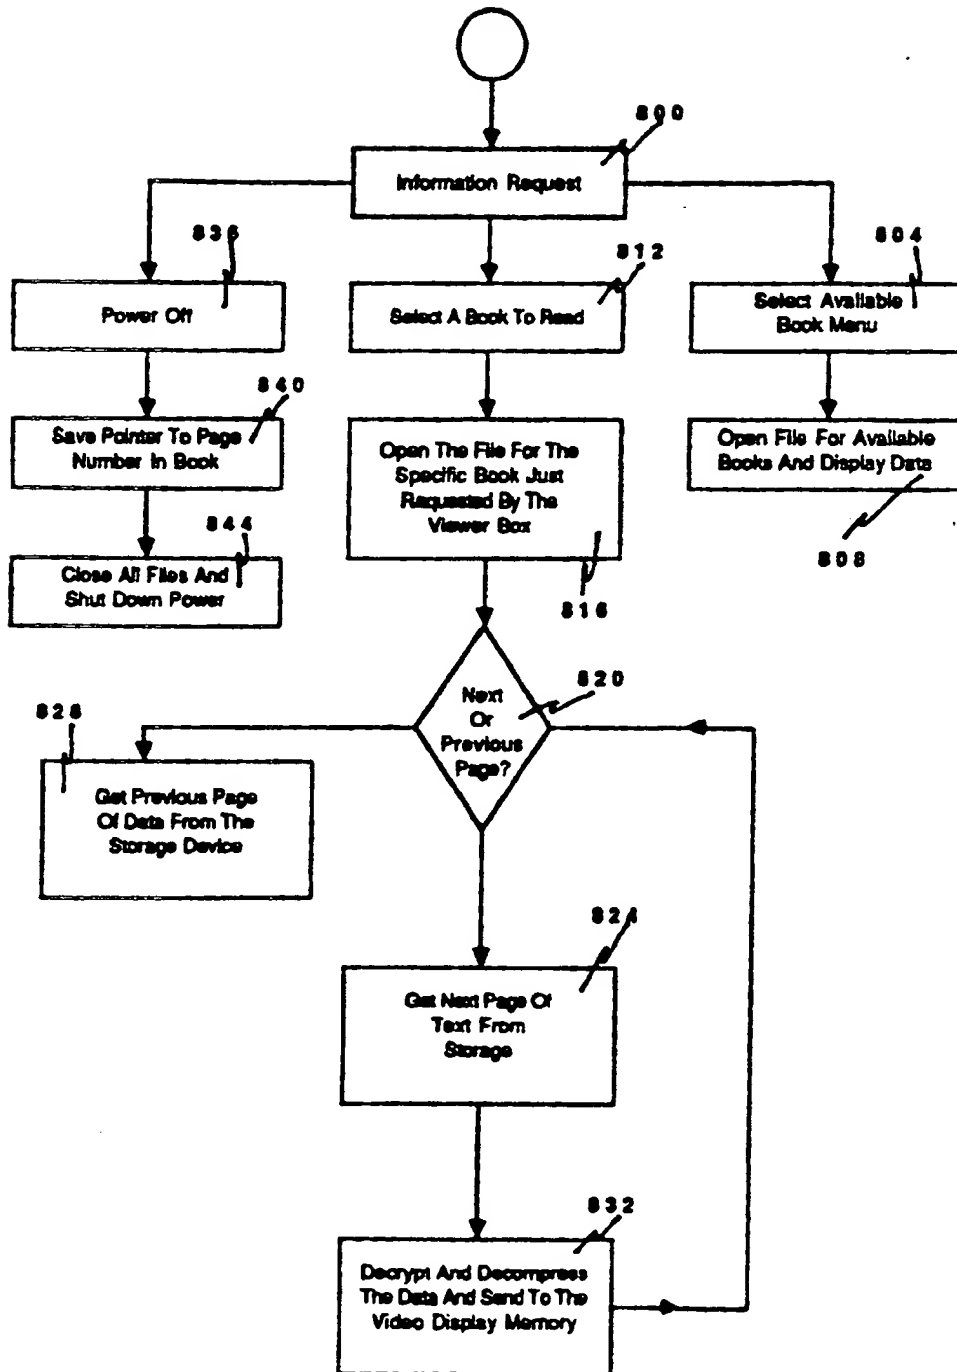 800
Information Request
836
812
804
Power Off
Select A Book To Read
Select Available
Book Menu
840
Save Pointer To Page
Number In Book
Open The File For The
Specific Book Just
Requested By The
Viewer Box
Open File For Available
Books And Display Data
844
808
Close All Files And
Shut Down Power
816
820
Next
Or
Previous
Page?
828
Get Previous Page
Of Data From The
Storage Device
824
Get Next Page Of
Text From
Storage
832
Decrypt And Decompress
The Data And Send To The
Video Display Memory